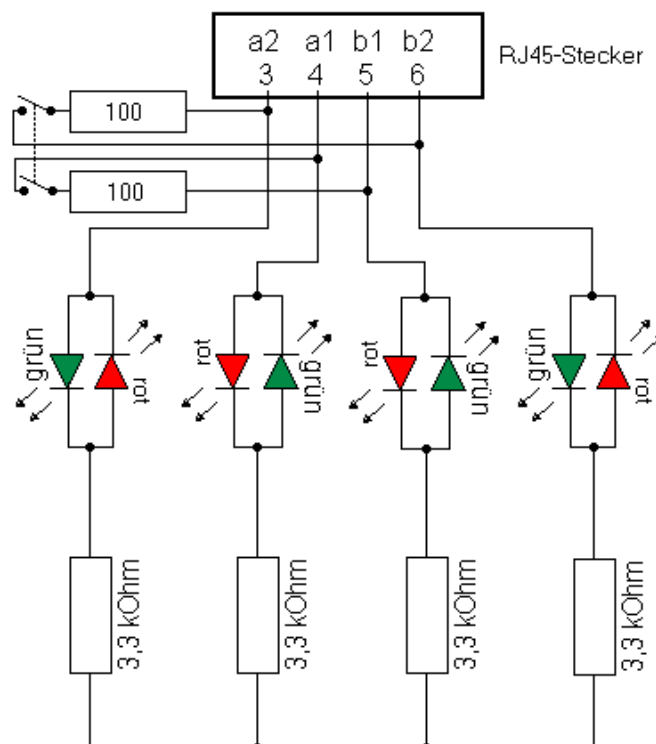 a2 a1 b1 b2
3 4 5 6
RJ45-Stecker
100
100
grün
rot
rot
grün
rot
grün
grün
rot
3,3 kOhm
3,3 kOhm
3,3 kOhm
3,3 kOhm